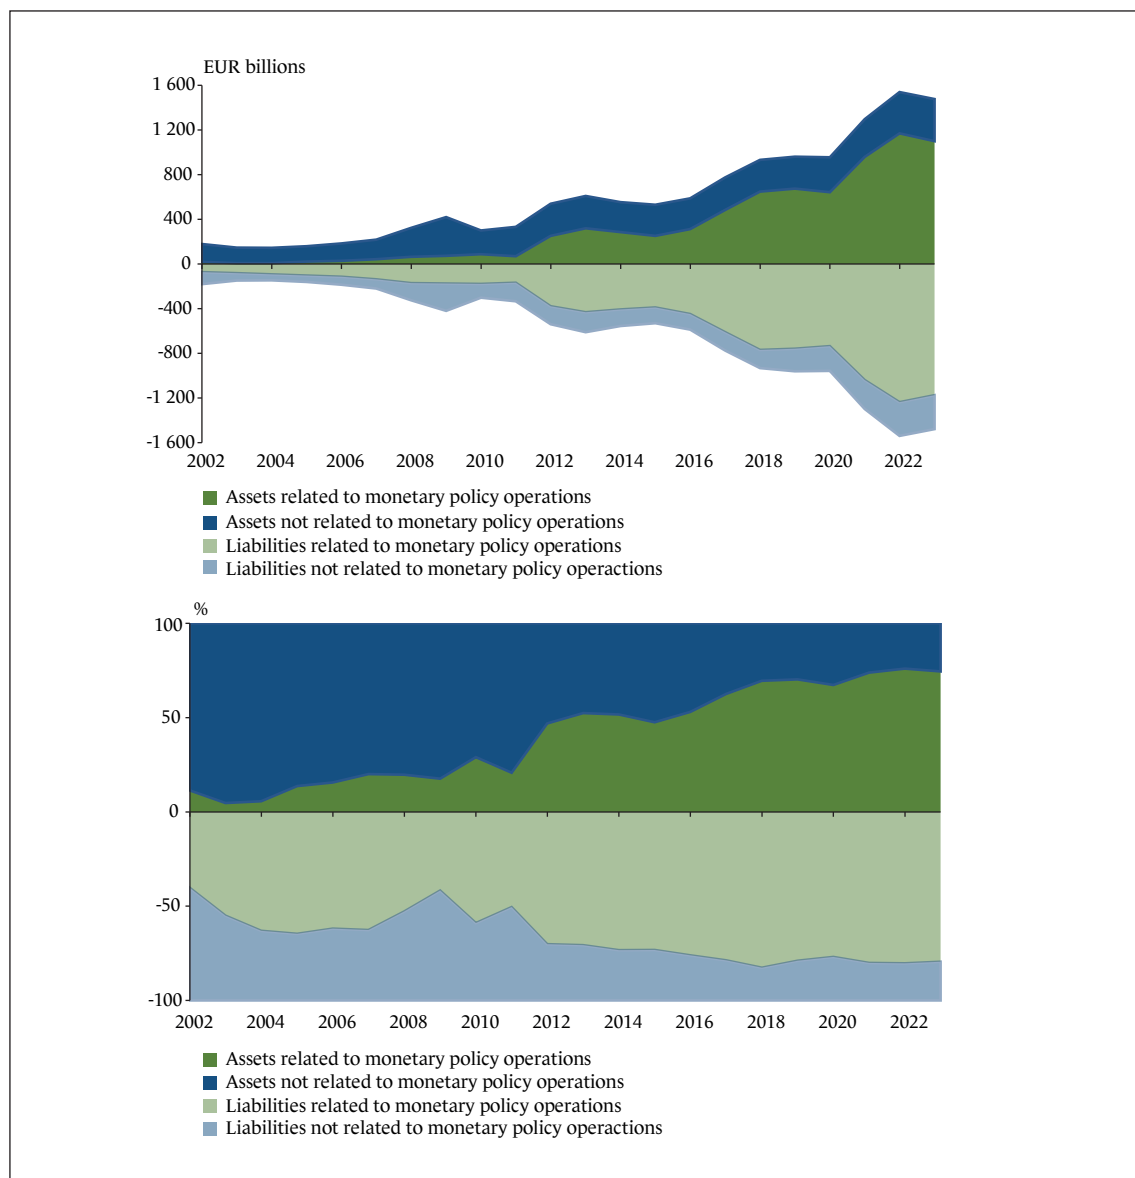 EUR billions
1 600
1 200
800
400
0
-400
-800
-1 200
-1 600
2002 2004 2006 2008 2010 2012 2014 2016 2018 2020 2022
Assets related to monetary policy operations
Assets not related to monetary policy operations
Liabilities related to monetary policy operations
Liabilities not related to monetary policy operactions
%
100
50
0
-50
-100
2002 2004 2006 2008 2010 2012 2014 2016 2018 2020 2022
Assets related to monetary policy operations
Assets not related to monetary policy operations
Liabilities related to monetary policy operations
Liabilities not related to monetary policy operactions